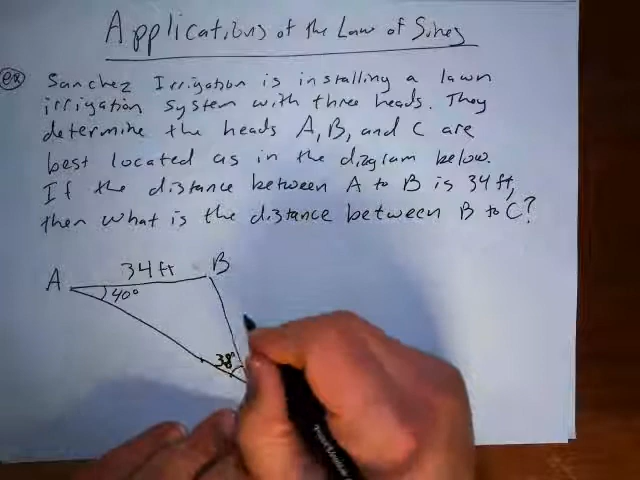 Applications of the Law of Sines
ex Sanchez Irrigation is installing a lawn
irrigation system with three heads. They
determine the heads A, B, and C are
best located as in the diagram below.
If the distance between A to B is 34 ft,
then what is the distance between B to C?
A 34 ft B
40°
38°